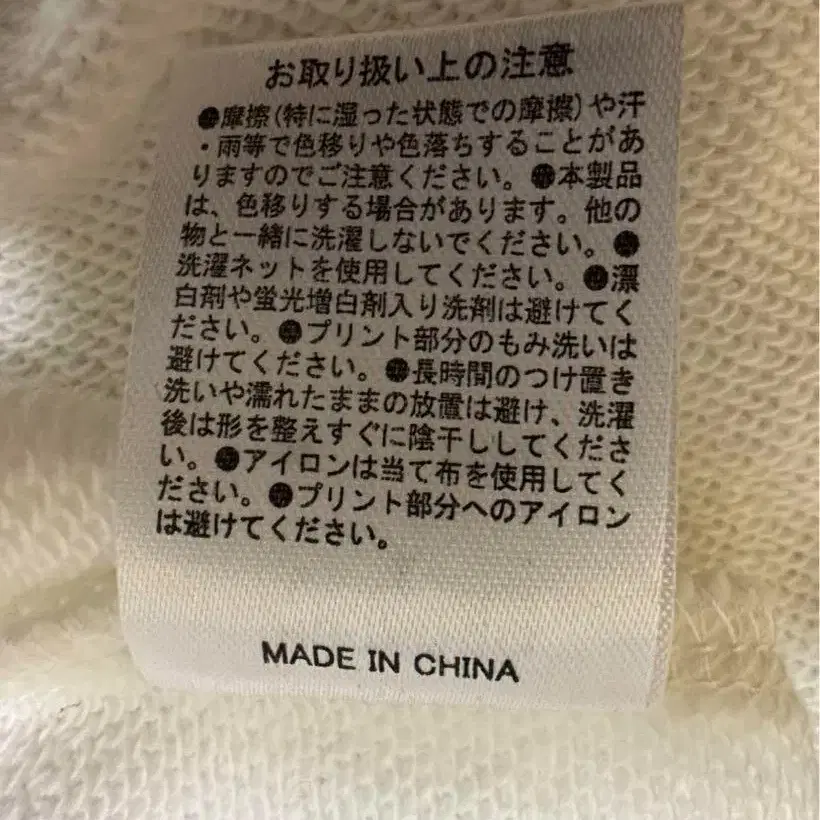 お取り扱い上の注意
●摩擦(特に湿った状態での摩擦)や汗
・雨等で色移りや色落ちすることがあ
りますのでご注意ください。●本製品
は、色移りする場合があります。他の
物と一緒に洗濯しないでください。●
洗濯ネットを使用してください。●漂
白剤や蛍光増白剤入り洗剤は避けてく
ださい。●プリント部分のもみ洗いは
避けてください。●長時間のつけ置き
洗いや濡れたままの放置は避け、洗濯
後は形を整えすぐに陰干ししてくださ
い。●アイロンは当て布を使用してく
ださい。●プリント部分へのアイロン
は避けてください。
MADE IN CHINA